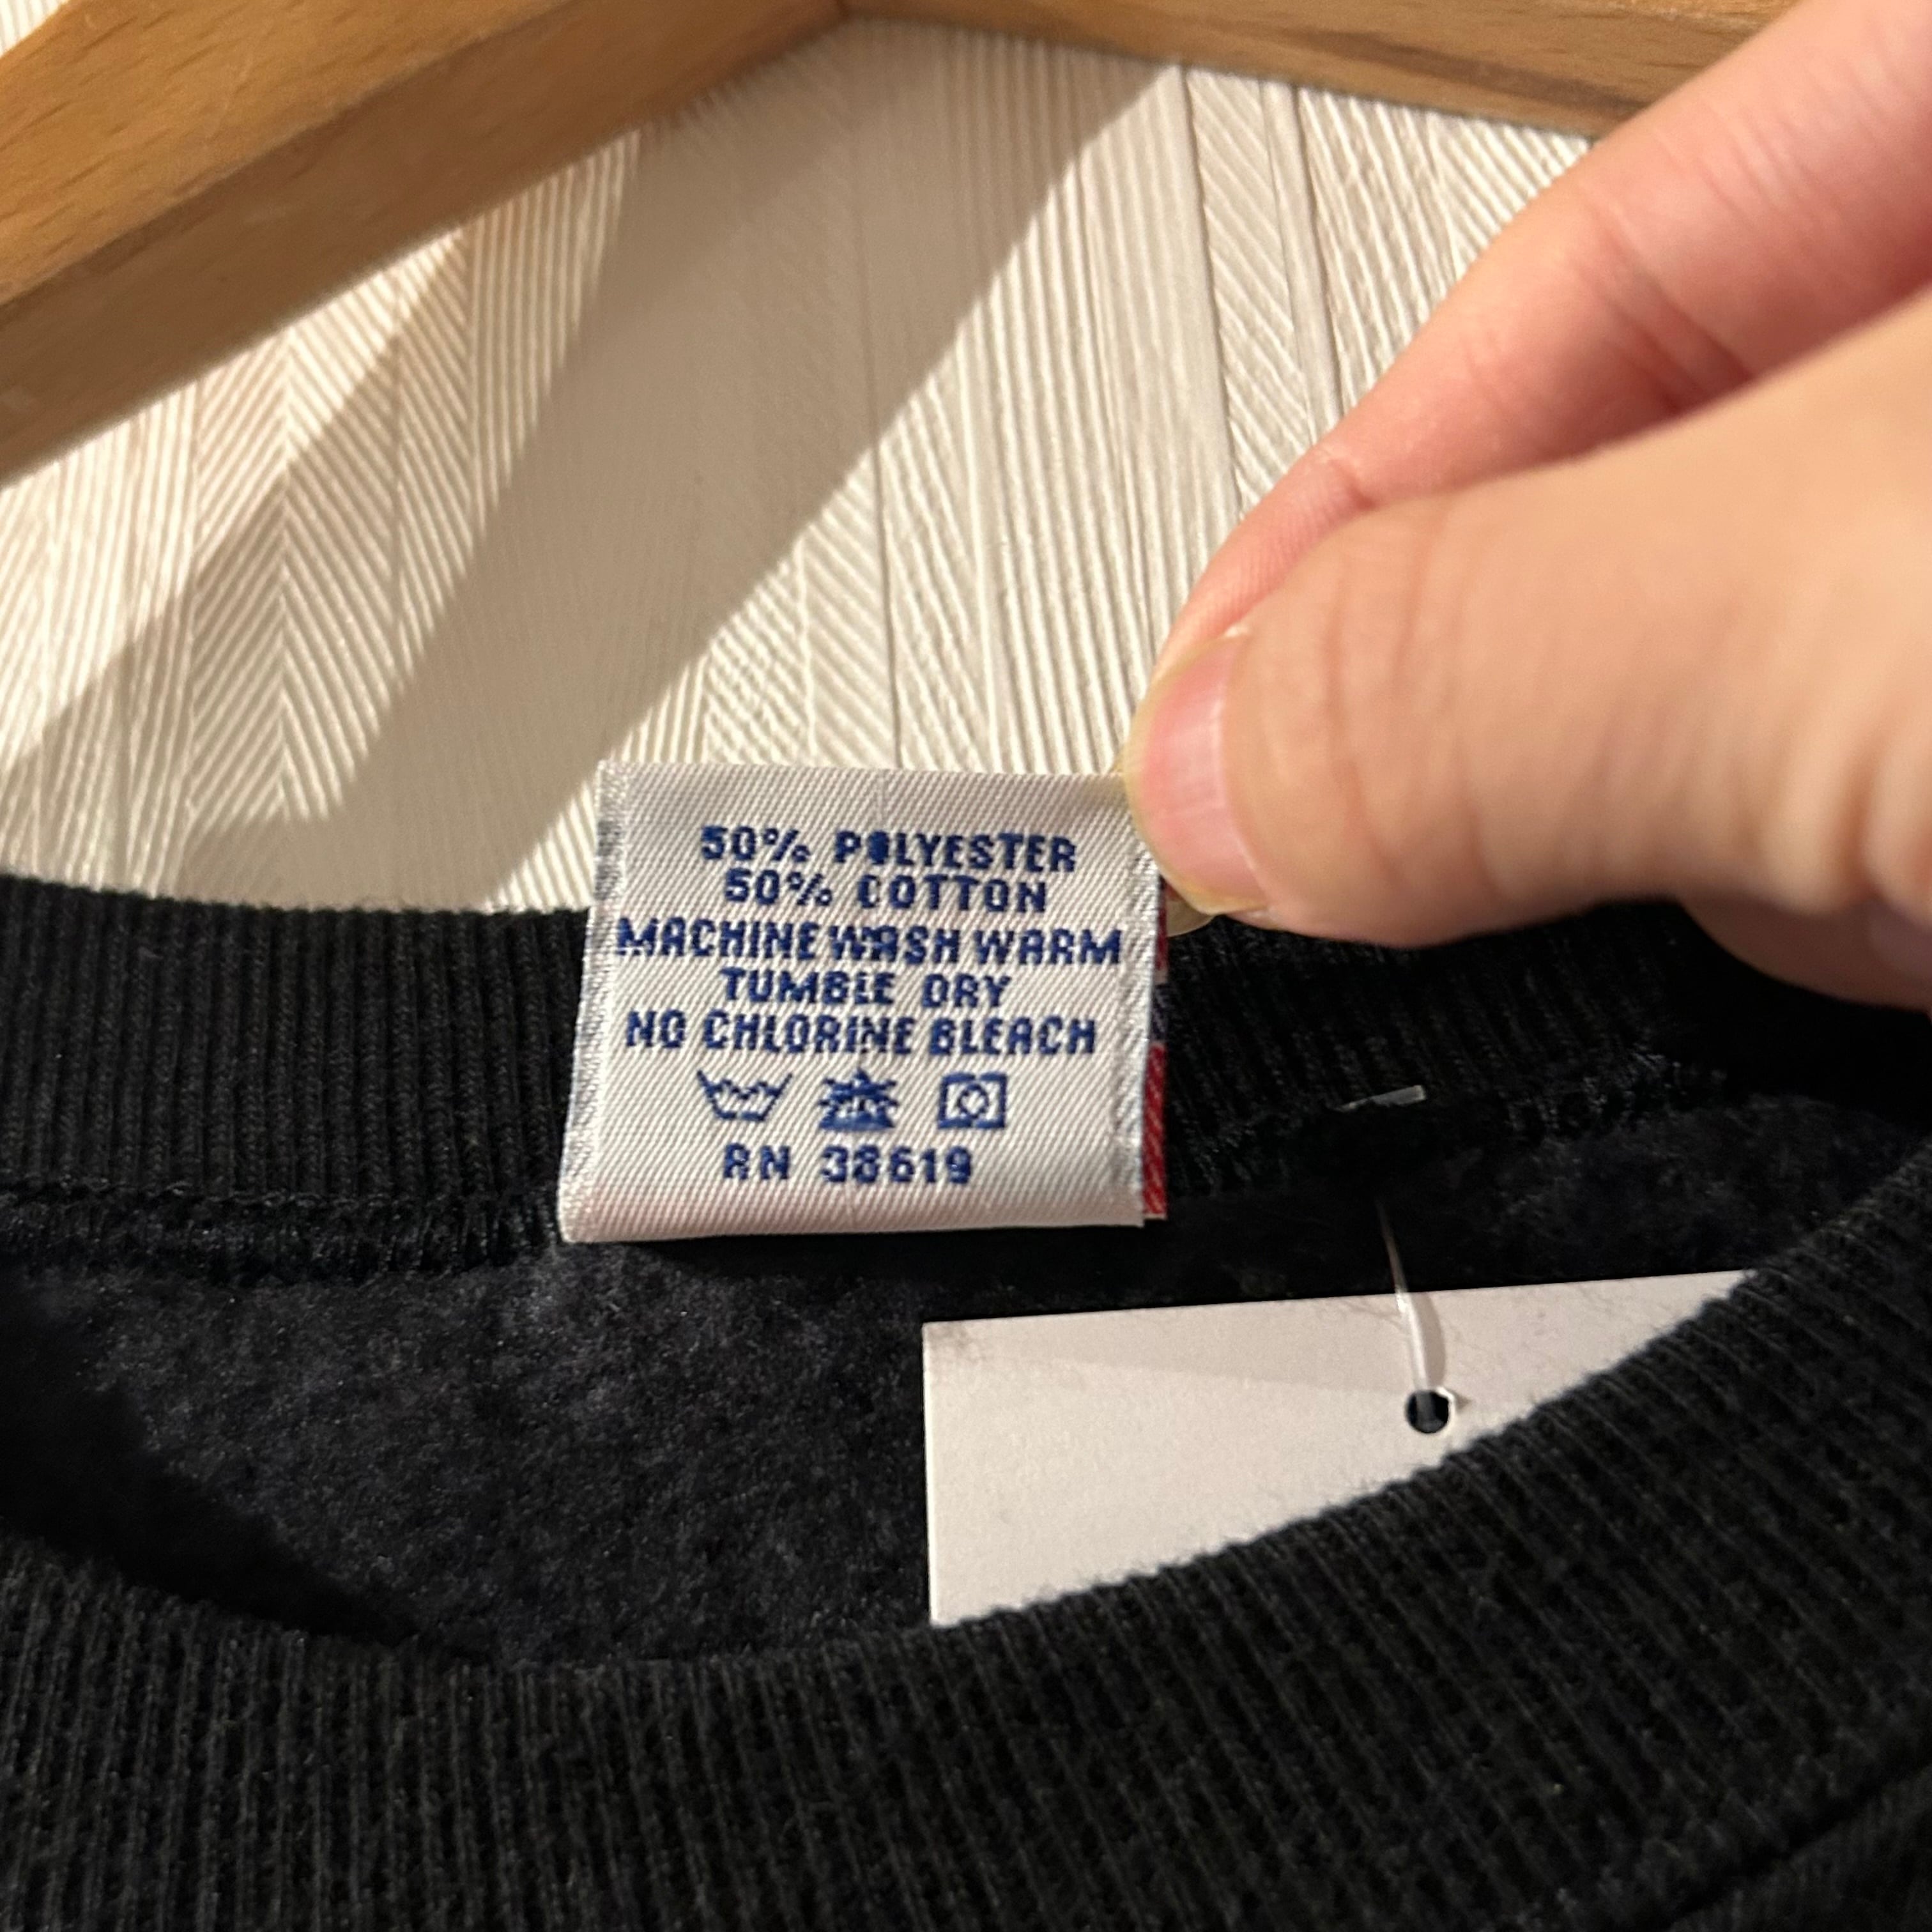 50% POLYESTER
50% COTTON
MACHINE WASH WARM
TUMBLE DRY
NO CHLORINE BLEACH
RN 38619